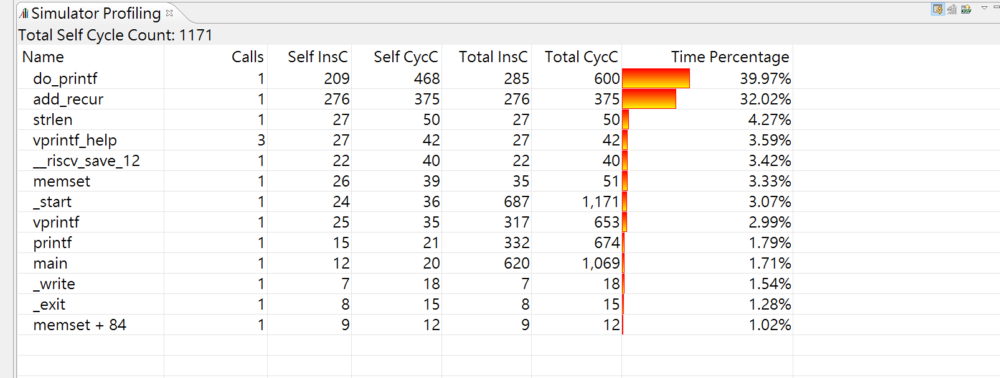 Simulator Profiling
Total Self Cycle Count: 1171
Name Calls Self InsC Self CycC Total InsC Total CycC Time Percentage
do_printf 1 209 468 285 600 39.97%
add_recur 1 276 375 276 375 32.02%
strlen 1 27 50 27 50 4.27%
vprintf_help 3 27 42 27 42 3.59%
__riscv_save_12 1 22 40 22 40 3.42%
memset 1 26 39 35 51 3.33%
_start 1 24 36 687 1,171 3.07%
vprintf 1 25 35 317 653 2.99%
printf 1 15 21 332 674 1.79%
main 1 12 20 620 1,069 1.71%
_write 1 7 18 7 18 1.54%
_exit 1 8 15 8 15 1.28%
memset + 84 1 9 12 9 12 1.02%